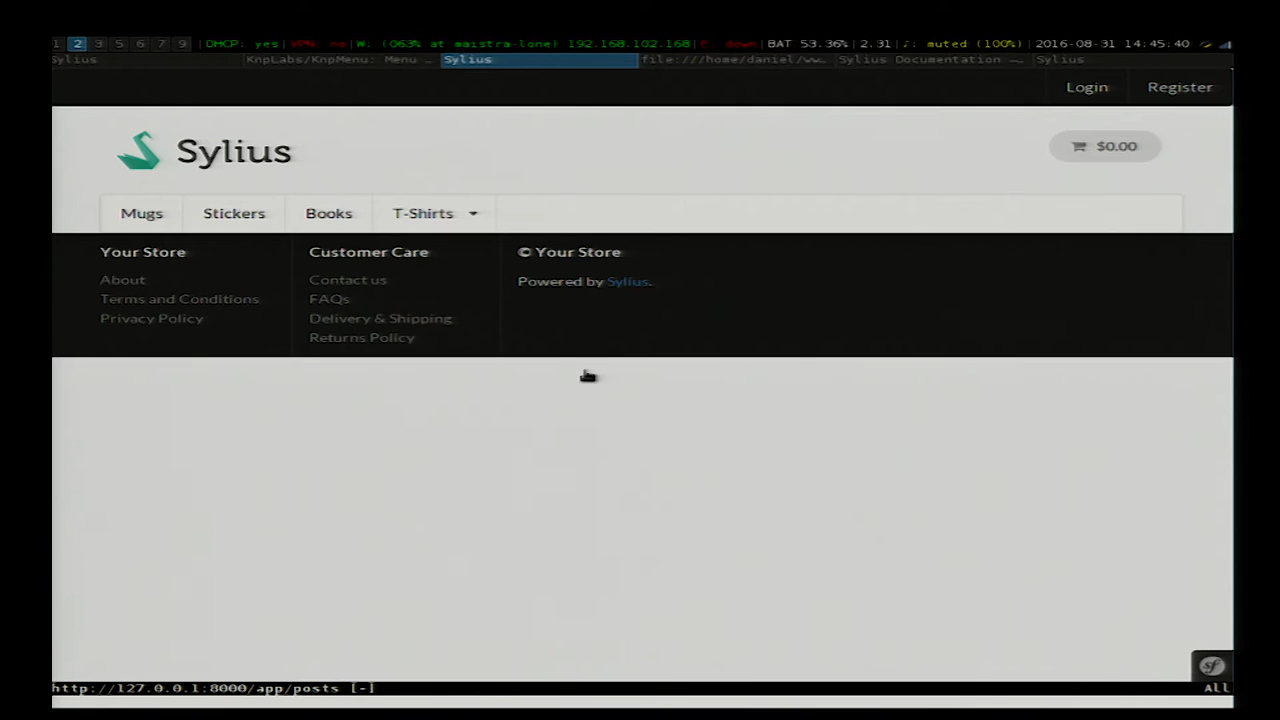 1 2 3 5 6 7 9 DHCP: yes VPN: no W: (063% at maistra-lone) 192.168.102.168 E: down BAT 53.36% 2.31 ♪: muted (100%) 2016-08-31 14:45:40
Sylius KnpLabs/KnpMenu: Menu … Sylius file:///home/daniel/ww… Sylius Documentation —… Sylius
Login Register
Sylius $0.00
Mugs Stickers Books T-Shirts
Your Store Customer Care © Your Store
About Contact us Powered by Sylius.
Terms and Conditions FAQs
Privacy Policy Delivery & Shipping
Returns Policy
sf
http://127.0.0.1:8000/app/posts [-] All